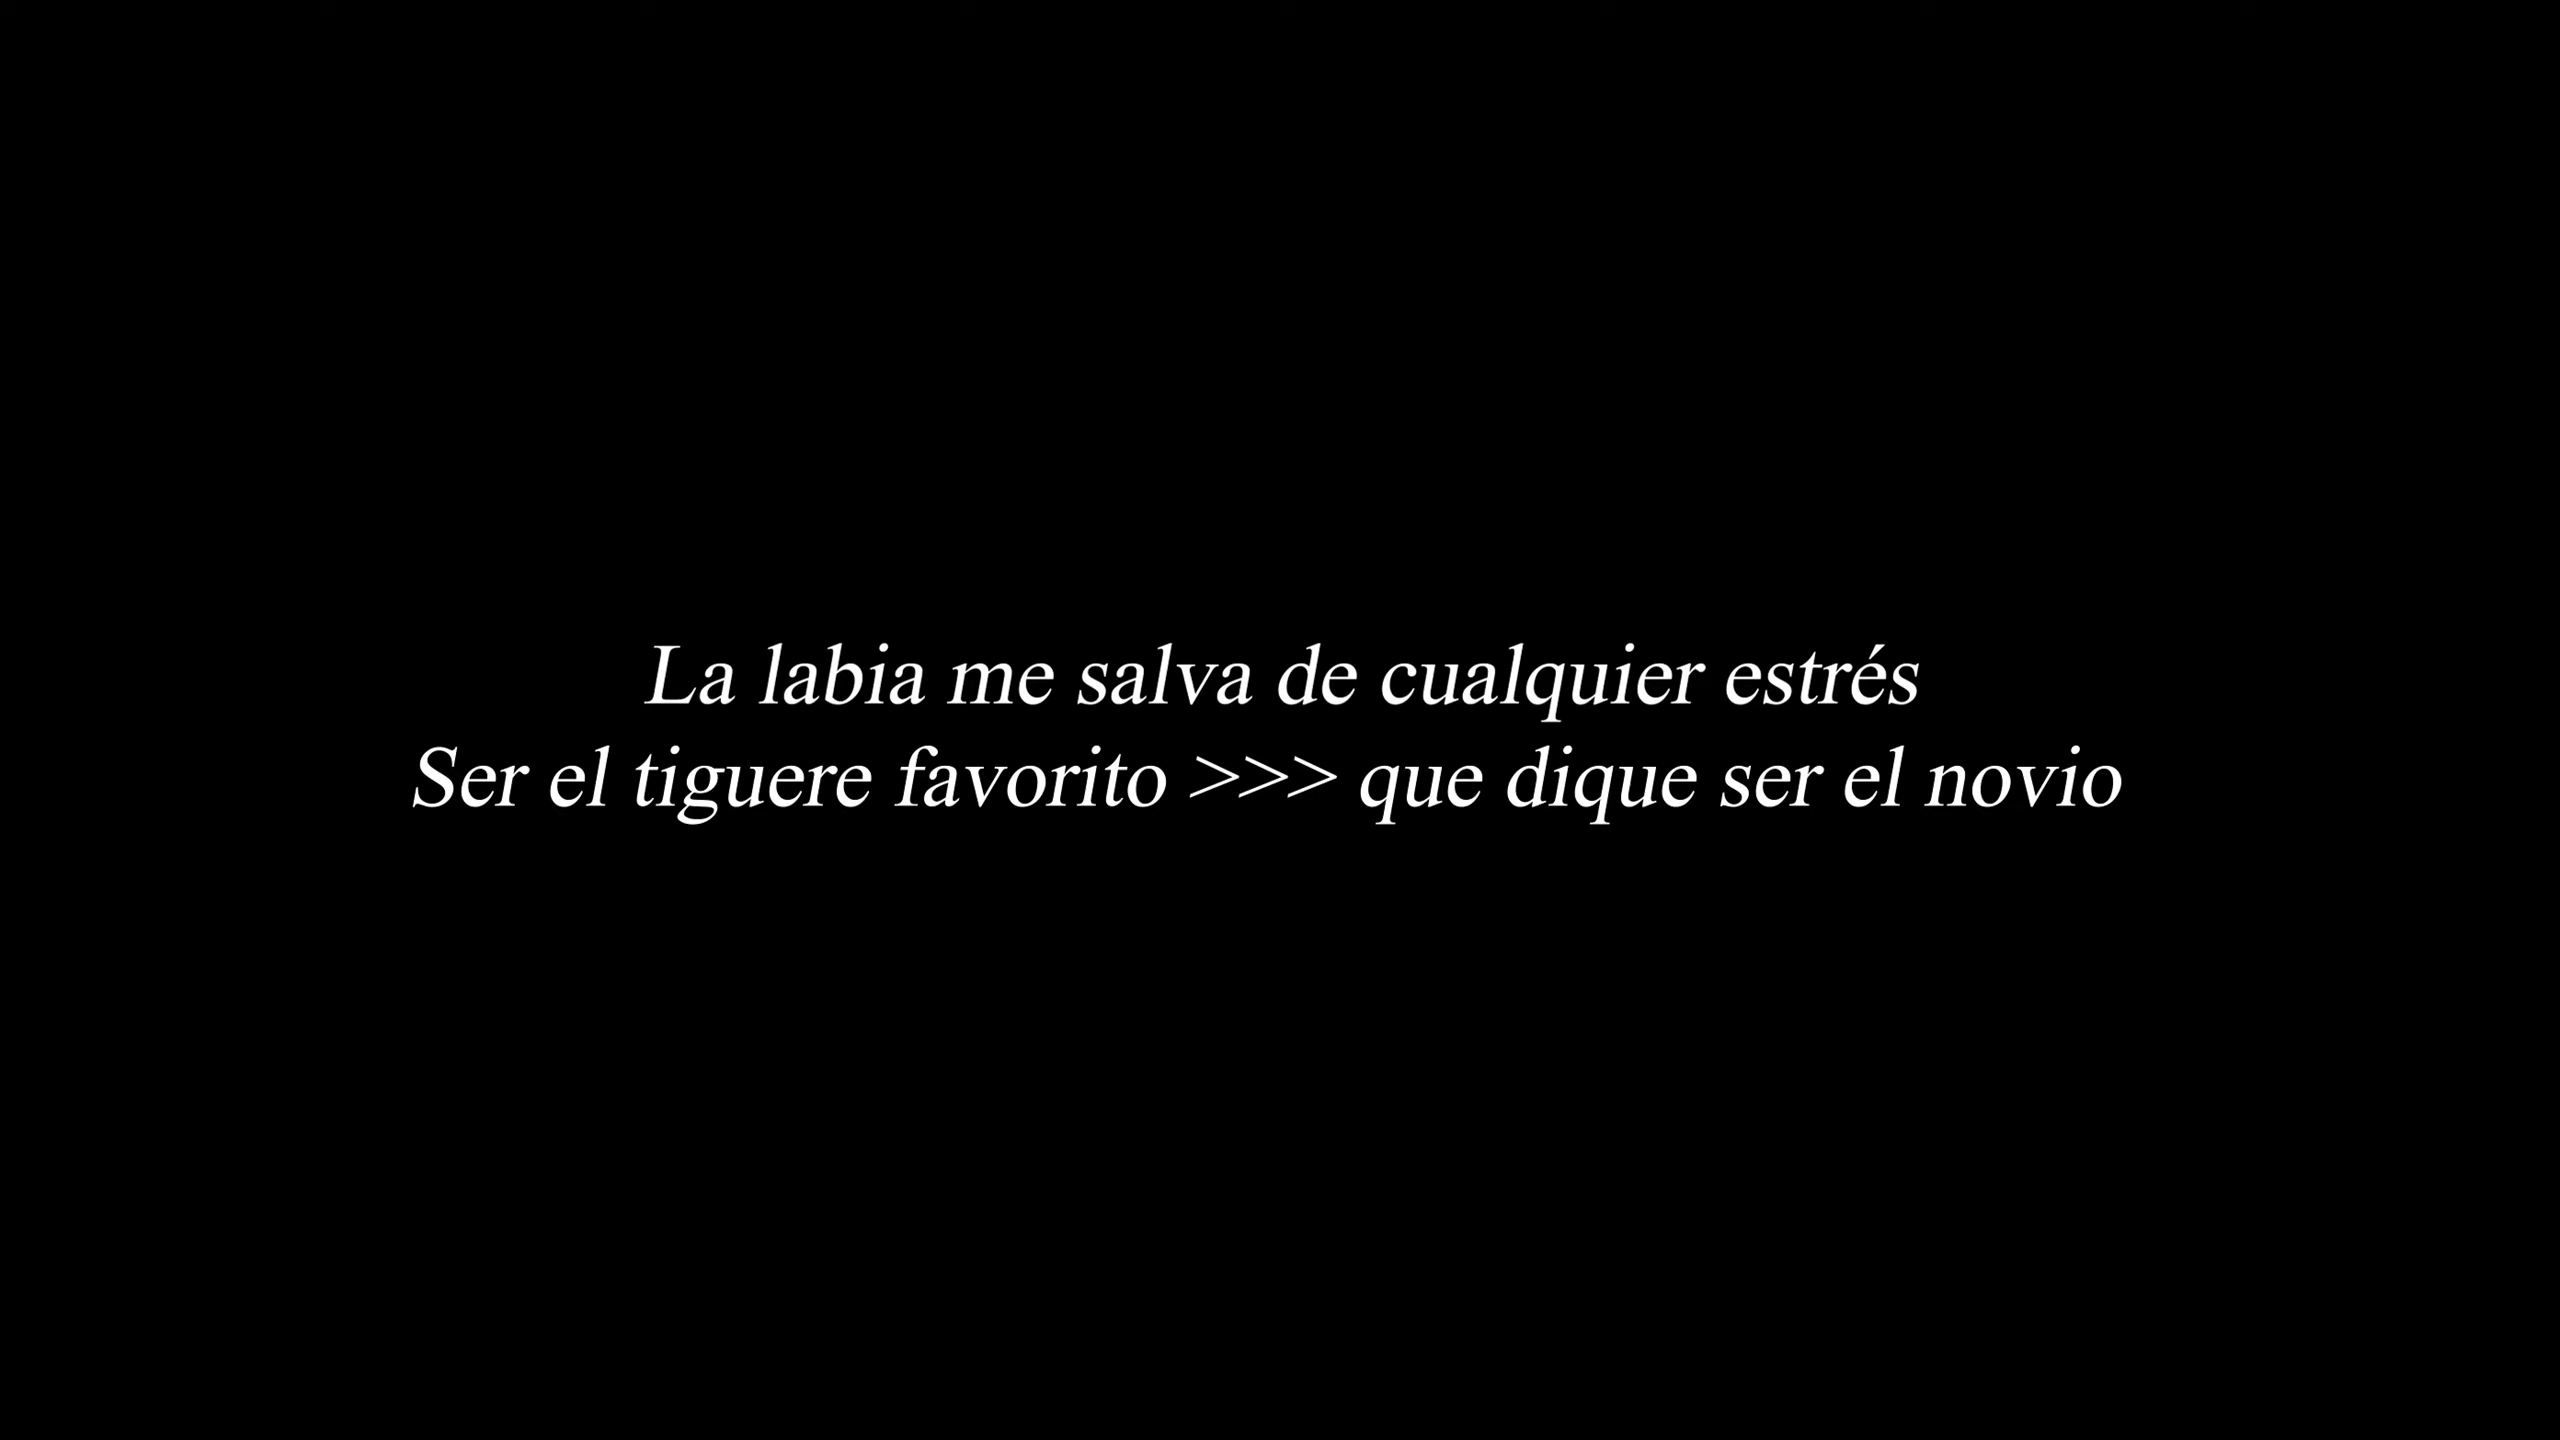 La labia me salva de cualquier estrés
Ser el tiguere favorito >>> que dique ser el novio